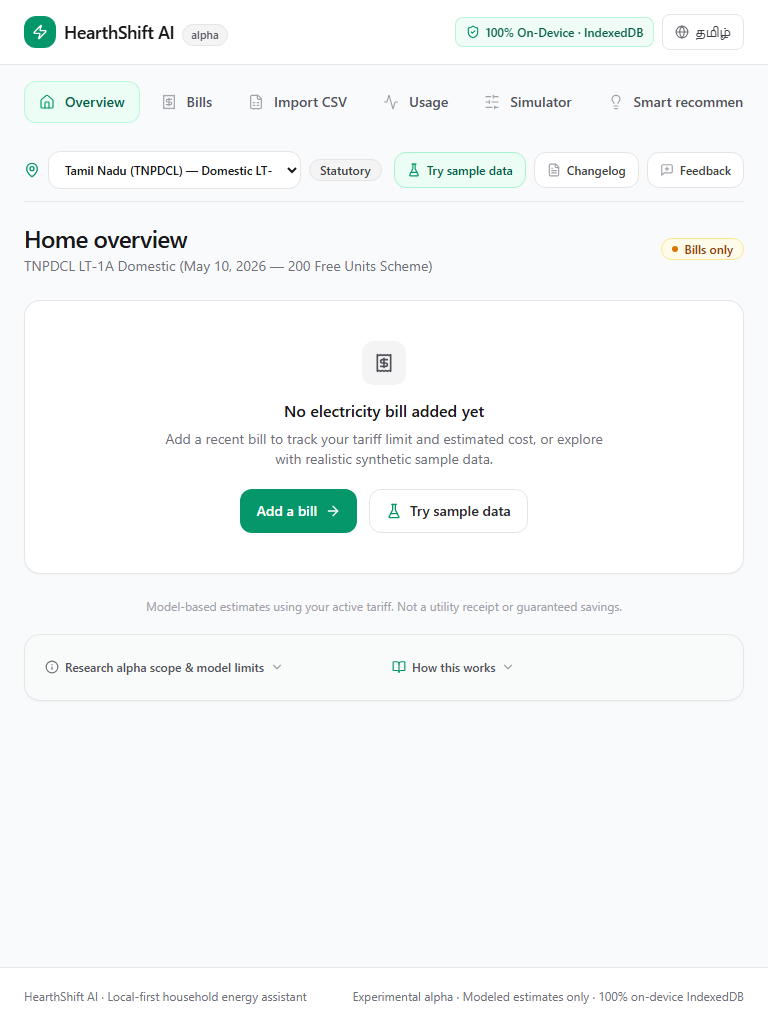 HearthShift AI alpha
100% On-Device · IndexedDB
தமிழ்
Overview
Bills
Import CSV
Usage
Simulator
Smart recommen
Tamil Nadu (TNPDCL) — Domestic LT-
Statutory
Try sample data
Changelog
Feedback
Home overview
TNPDCL LT-1A Domestic (May 10, 2026 — 200 Free Units Scheme)
Bills only
No electricity bill added yet
Add a recent bill to track your tariff limit and estimated cost, or explore
with realistic synthetic sample data.
Add a bill
Try sample data
Model-based estimates using your active tariff. Not a utility receipt or guaranteed savings.
Research alpha scope & model limits
How this works
HearthShift AI · Local-first household energy assistant
Experimental alpha · Modeled estimates only · 100% on-device IndexedDB